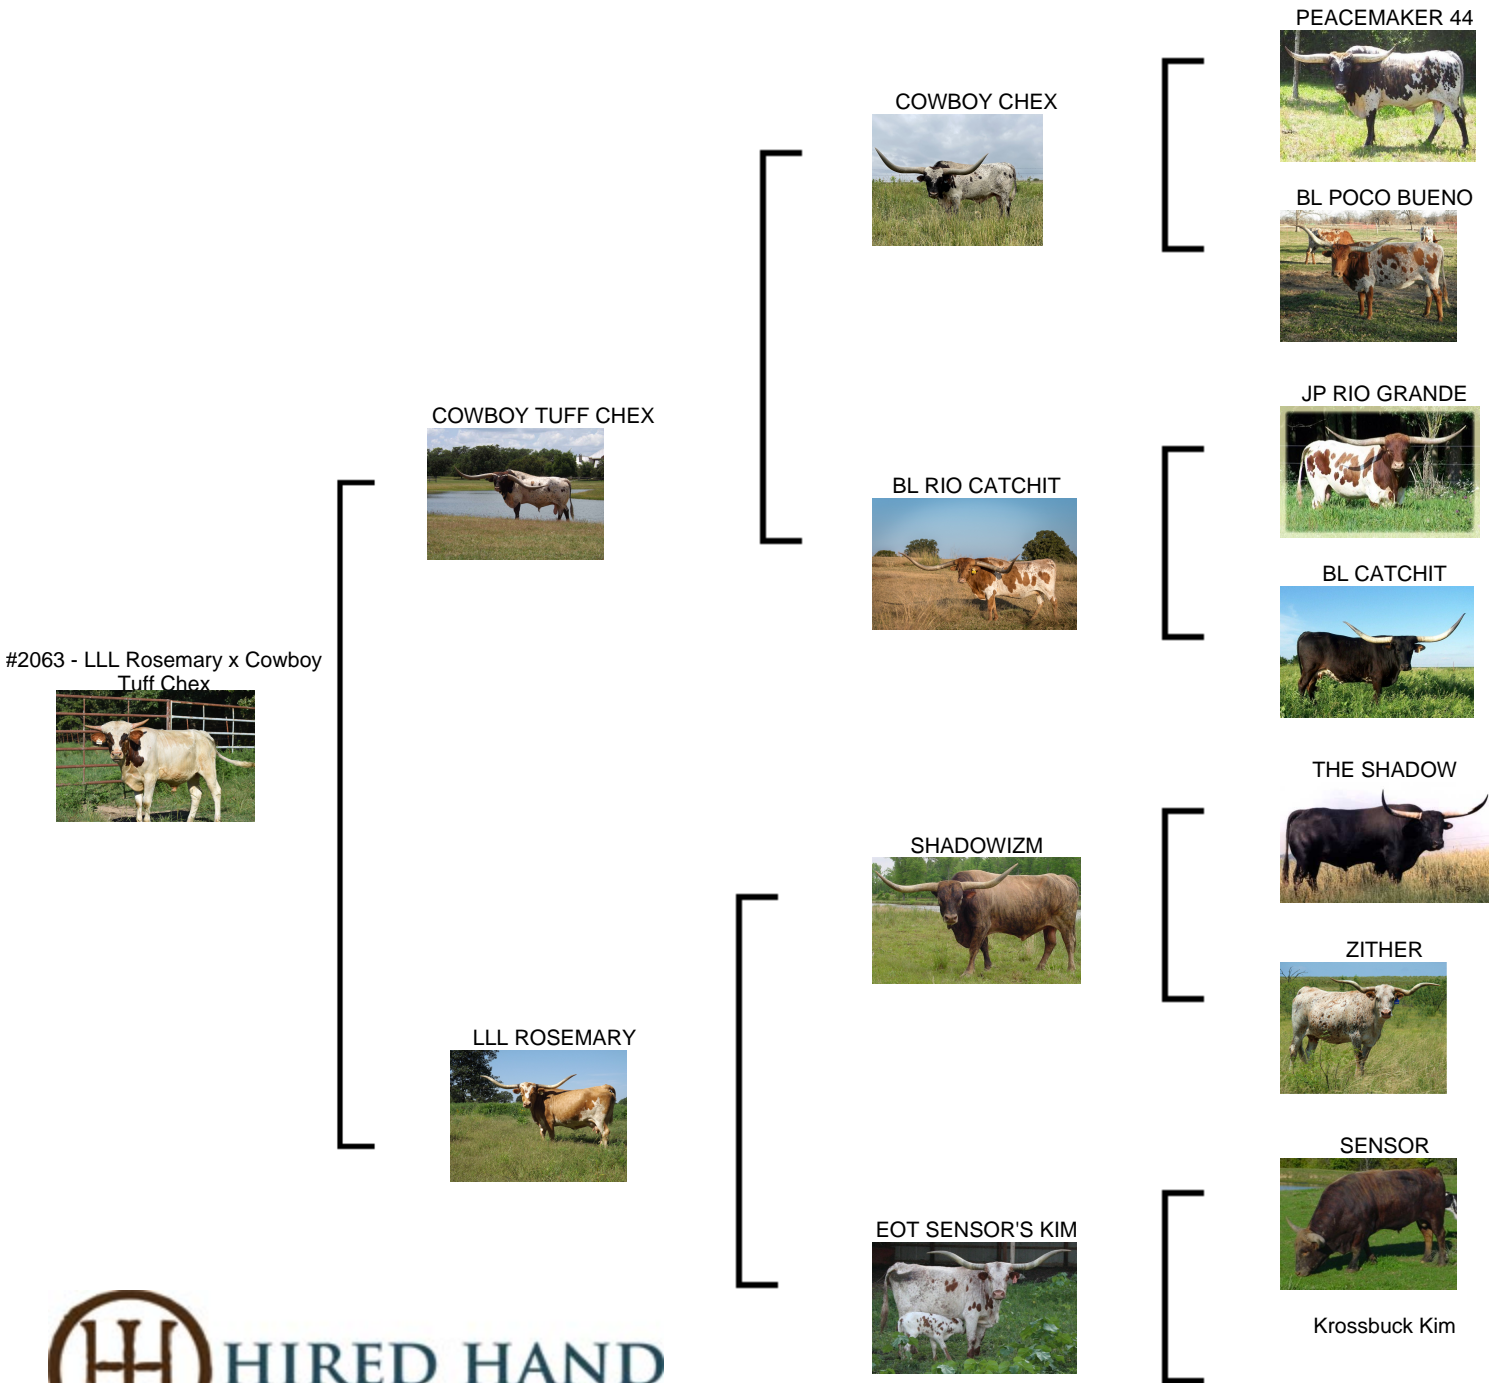 PEACEMAKER 44
COWBOY CHEX
BL POCO BUENO
JP RIO GRANDE
COWBOY TUFF CHEX
BL RIO CATCHIT
BL CATCHIT
#2063 - LLL Rosemary x Cowboy
Tuff Chex
THE SHADOW
SHADOWIZM
ZITHER
LLL ROSEMARY
SENSOR
EOT SENSOR'S KIM
Krossbuck Kim
HIRED HAND